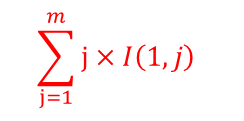 m
∑ j × I(1, j)
j=1